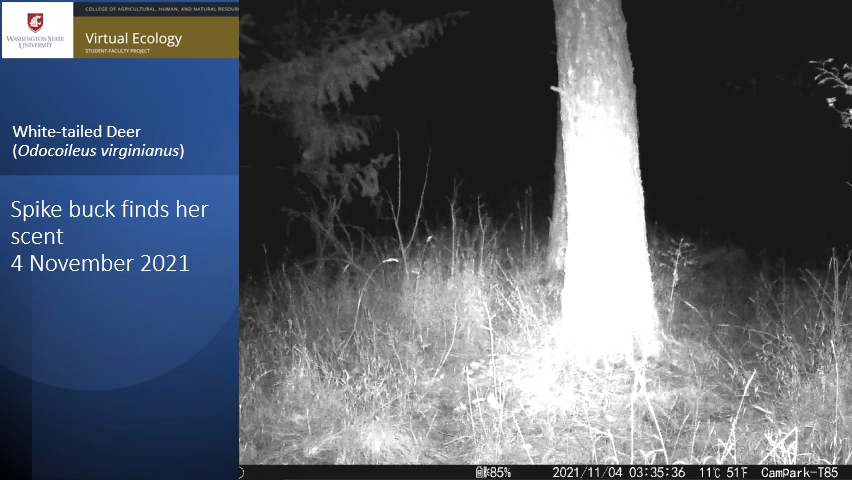 COLLEGE OF AGRICULTURAL, HUMAN, AND NATURAL RESOUR
WASHINGTON STATE
UNIVERSITY
Virtual Ecology
STUDENT-FACULTY PROJECT
White-tailed Deer
(Odocoileus virginianus)
Spike buck finds her
scent
4 November 2021
85% 2021/11/04 03:35:36 11°C 51°F CamPark-T85